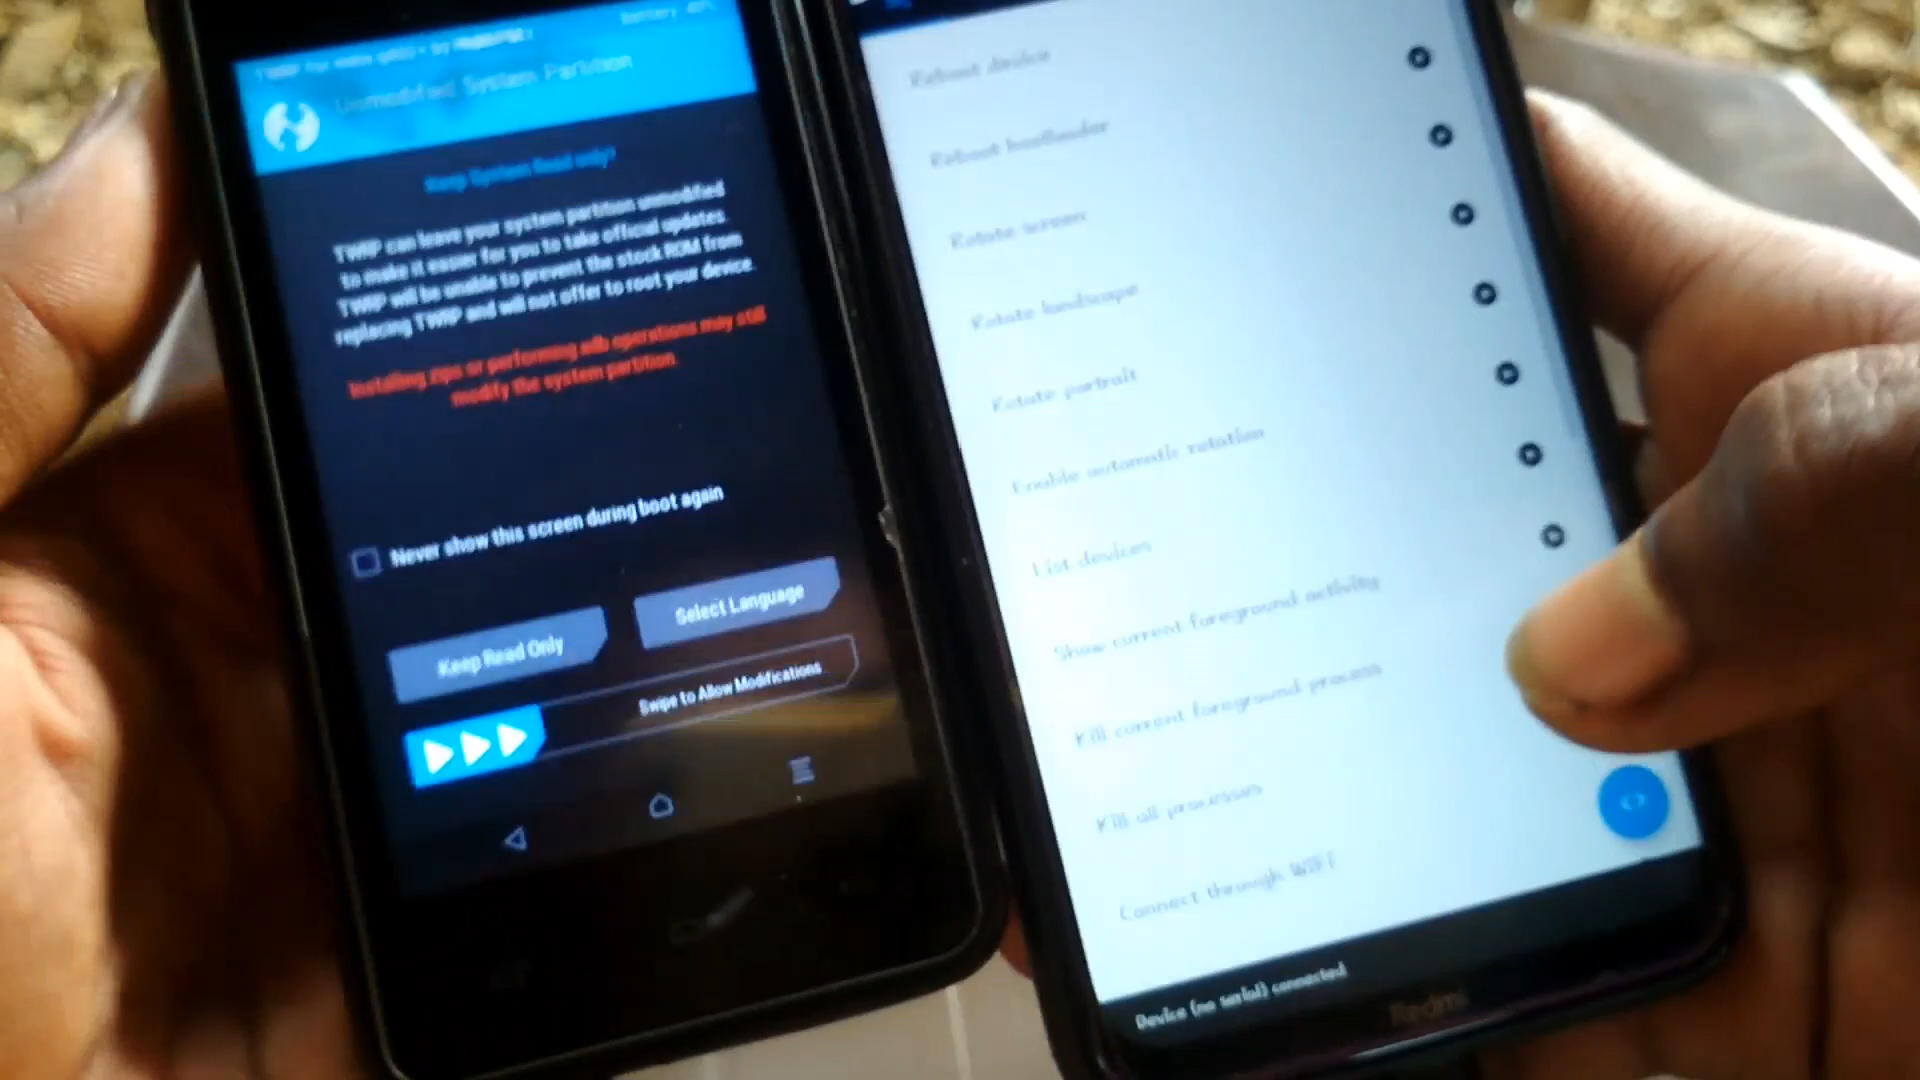 Unmodified System Partition
Keep System Read only?
TWRP can leave your system partition unmodified
to make it easier for you to take official updates.
TWRP will be unable to prevent the stock ROM from
replacing TWRP and will not offer to root your device.
Installing zips or performing adb operations may still
modify the system partition.
Never show this screen during boot again
Keep Read Only
Select Language
Swipe to Allow Modifications
Reboot device
Reboot bootloader
Rotate screen
Rotate landscape
Rotate portrait
Enable automatic rotation
List devices
Show current foreground activity
Kill current foreground process
Kill all processes
Connect through WiFi
Device (no serial) connected
Redmi